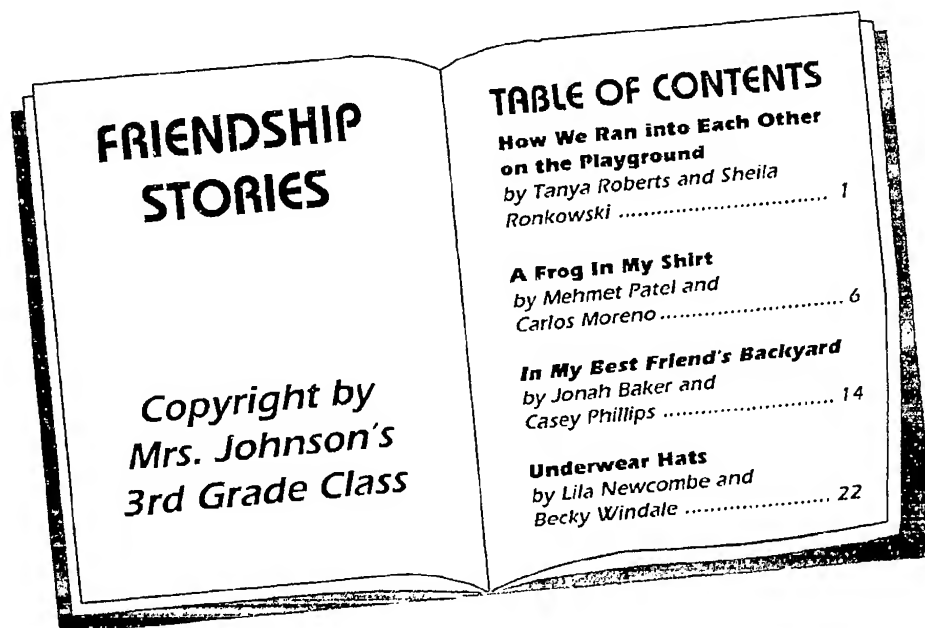 FRIENDSHIP
STORIES
Copyright by
Mrs. Johnson's
3rd Grade Class
TABLE OF CONTENTS
How We Ran into Each Other
on the Playground
by Tanya Roberts and Sheila
Ronkowski ................................ 1
A Frog In My Shirt
by Mehmet Patel and
Carlos Moreno ............................ 6
In My Best Friend's Backyard
by Jonah Baker and
Casey Phillips .......................... 14
Underwear Hats
by Lila Newcombe and
Becky Windale ...................... 22